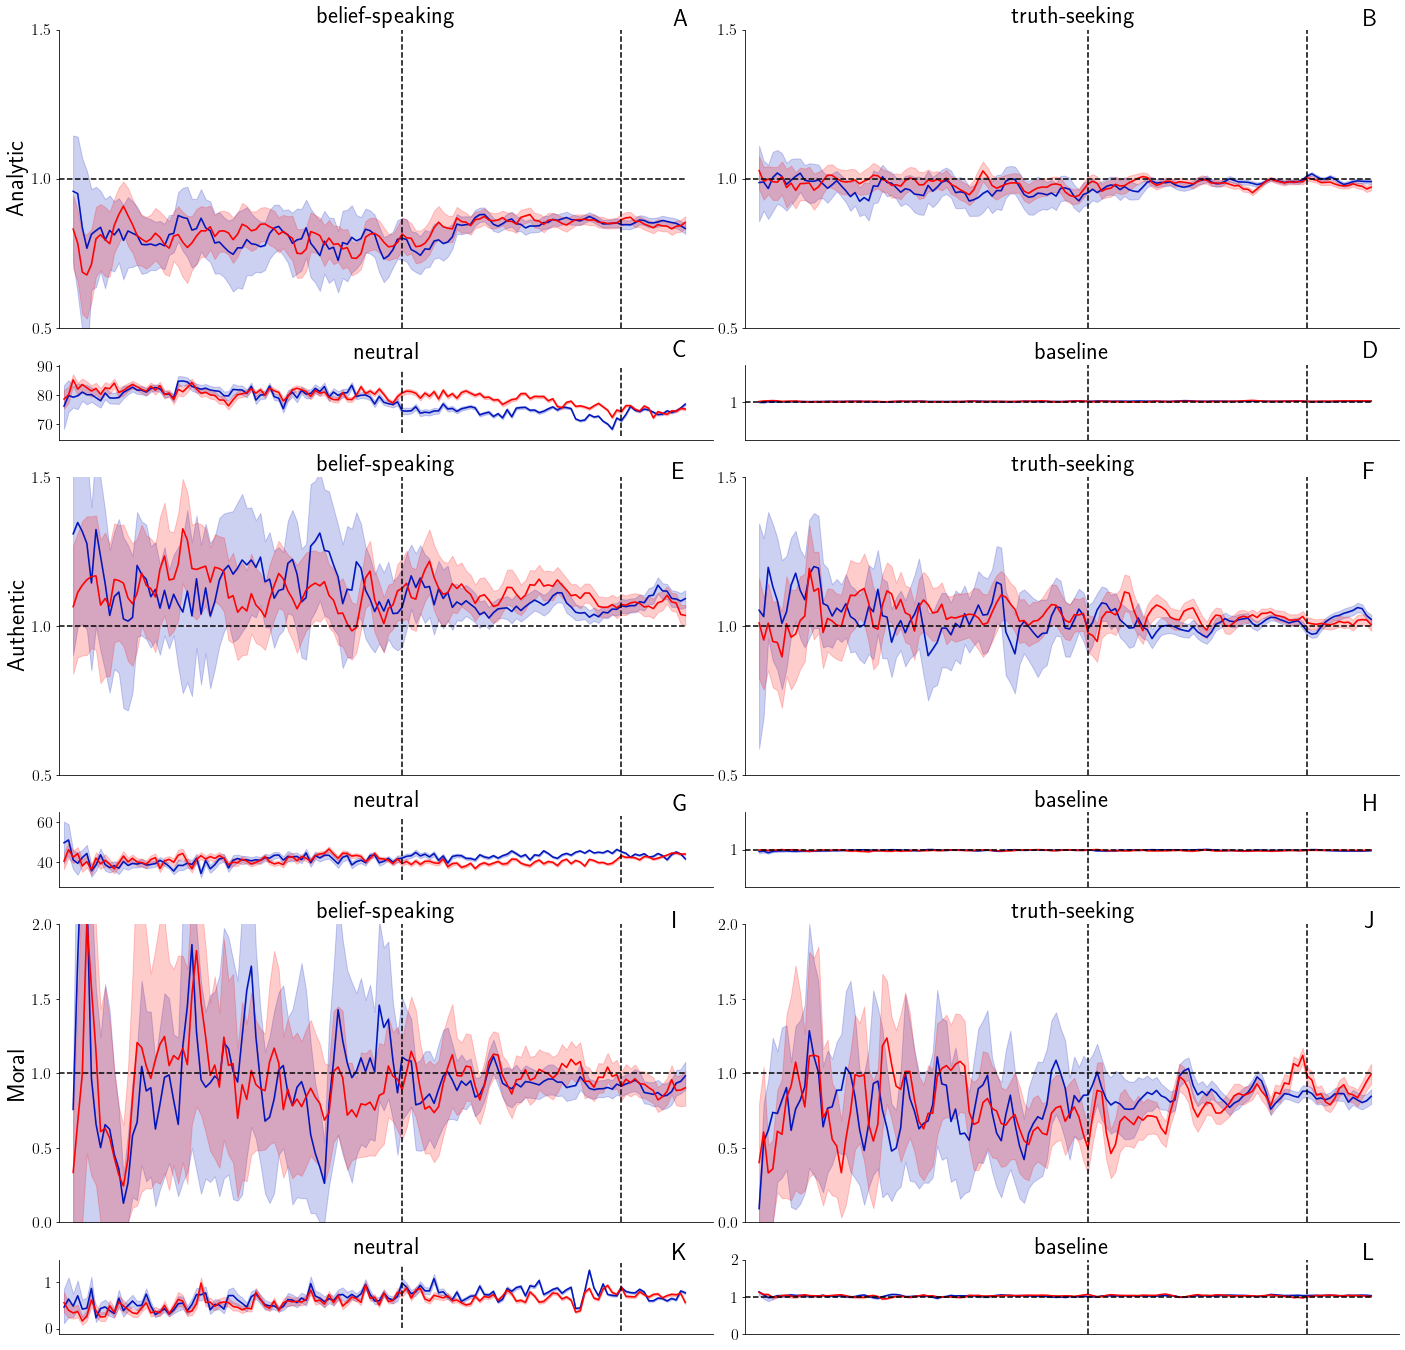 belief-speaking A
truth-seeking B
Analytic
1.5
1.0
0.5
1.5
1.0
0.5
neutral C
baseline D
90
80
70
1
belief-speaking E
truth-seeking F
Authentic
1.5
1.0
0.5
1.5
1.0
0.5
neutral G
baseline H
60
40
1
belief-speaking I
truth-seeking J
Moral
2.0
1.5
1.0
0.5
0.0
2.0
1.5
1.0
0.5
0
neutral K
baseline L
1
0
2
1
0